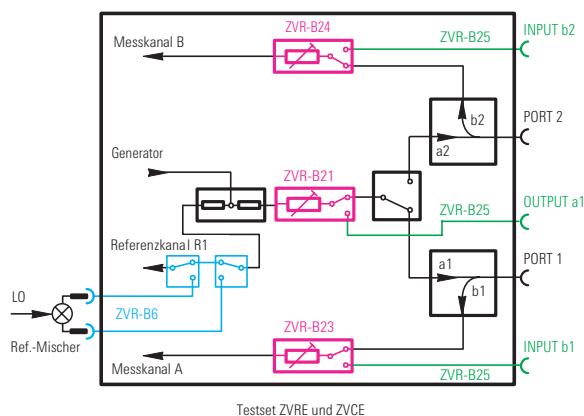 ZVR-B24
INPUT b2
Messkanal B
ZVR-B25
b2
PORT 2
a2
Generator
ZVR-B21
OUTPUT a1
ZVR-B25
Referenzkanal R1
a1
PORT 1
b1
LO
ZVR-B6
ZVR-B23
Ref.-Mischer
INPUT b1
Messkanal A
ZVR-B25
Testset ZVRE und ZVCE